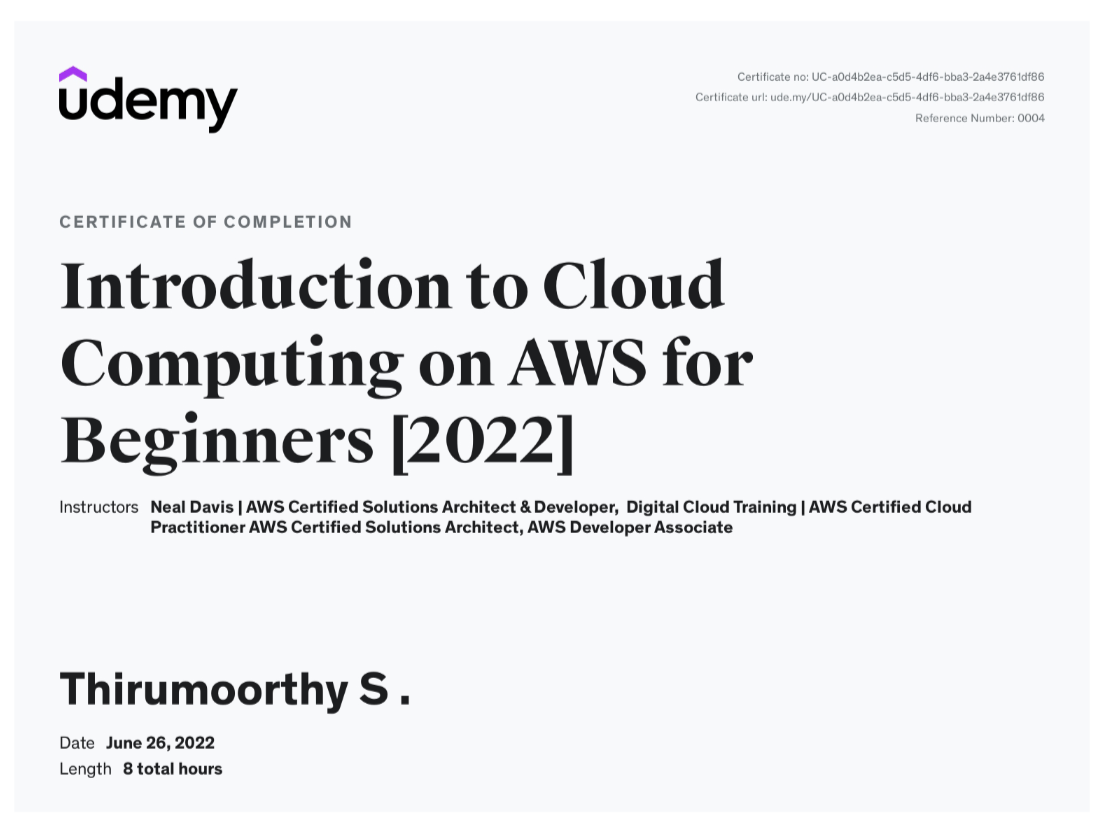 udemy
Certificate no: UC-a0d4b2ea-c5d5-4df6-bba3-2a4e3761df86
Certificate url: ude.my/UC-a0d4b2ea-c5d5-4df6-bba3-2a4e3761df86
Reference Number: 0004
CERTIFICATE OF COMPLETION
Introduction to Cloud
Computing on AWS for
Beginners [2022]
Instructors Neal Davis | AWS Certified Solutions Architect & Developer, Digital Cloud Training | AWS Certified Cloud
Practitioner AWS Certified Solutions Architect, AWS Developer Associate
Thirumoorthy S .
Date June 26, 2022
Length 8 total hours